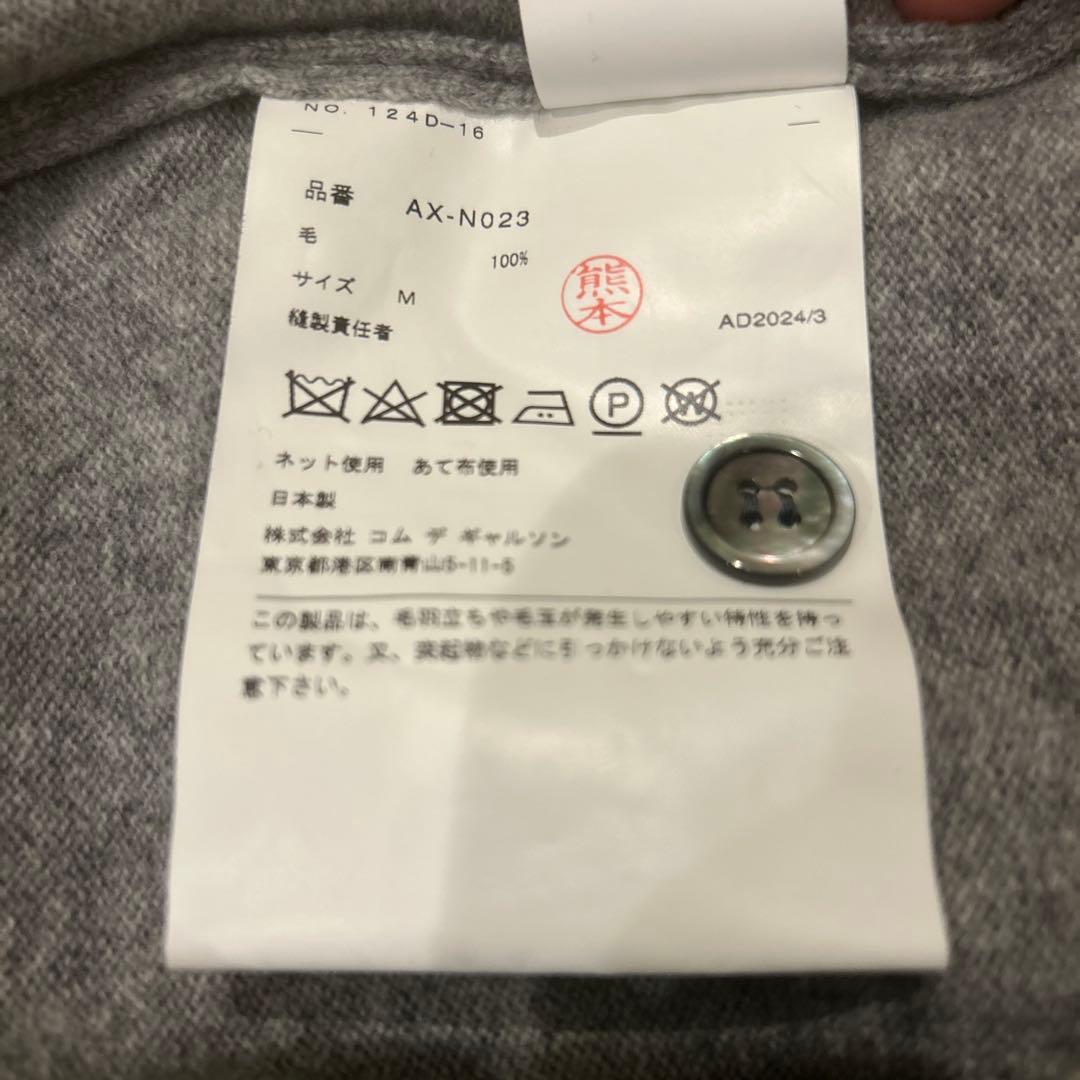 NO. 124D-16
品番 AX-N023
毛 100%
サイズ M
縫製責任者 熊本
AD2024/3
P W
ネット使用 あて布使用
日本製
株式会社 コム デ ギャルソン
東京都港区南青山5-11-5
この製品は、毛羽立ちや毛玉が発生しやすい特性を持っ
ています。又、突起物などに引っかけないよう充分ご注
意下さい。